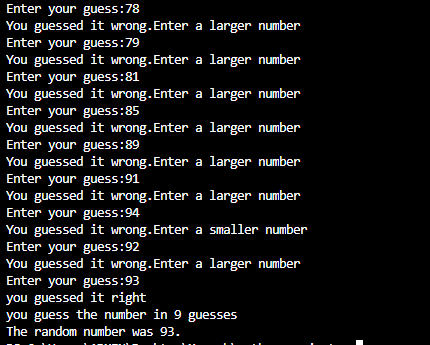 Enter your guess:78
You guessed it wrong.Enter a larger number
Enter your guess:79
You guessed it wrong.Enter a larger number
Enter your guess:81
You guessed it wrong.Enter a larger number
Enter your guess:85
You guessed it wrong.Enter a larger number
Enter your guess:89
You guessed it wrong.Enter a larger number
Enter your guess:91
You guessed it wrong.Enter a larger number
Enter your guess:94
You guessed it wrong.Enter a smaller number
Enter your guess:92
You guessed it wrong.Enter a larger number
Enter your guess:93
you guessed it right
you guess the number in 9 guesses
The random number was 93.